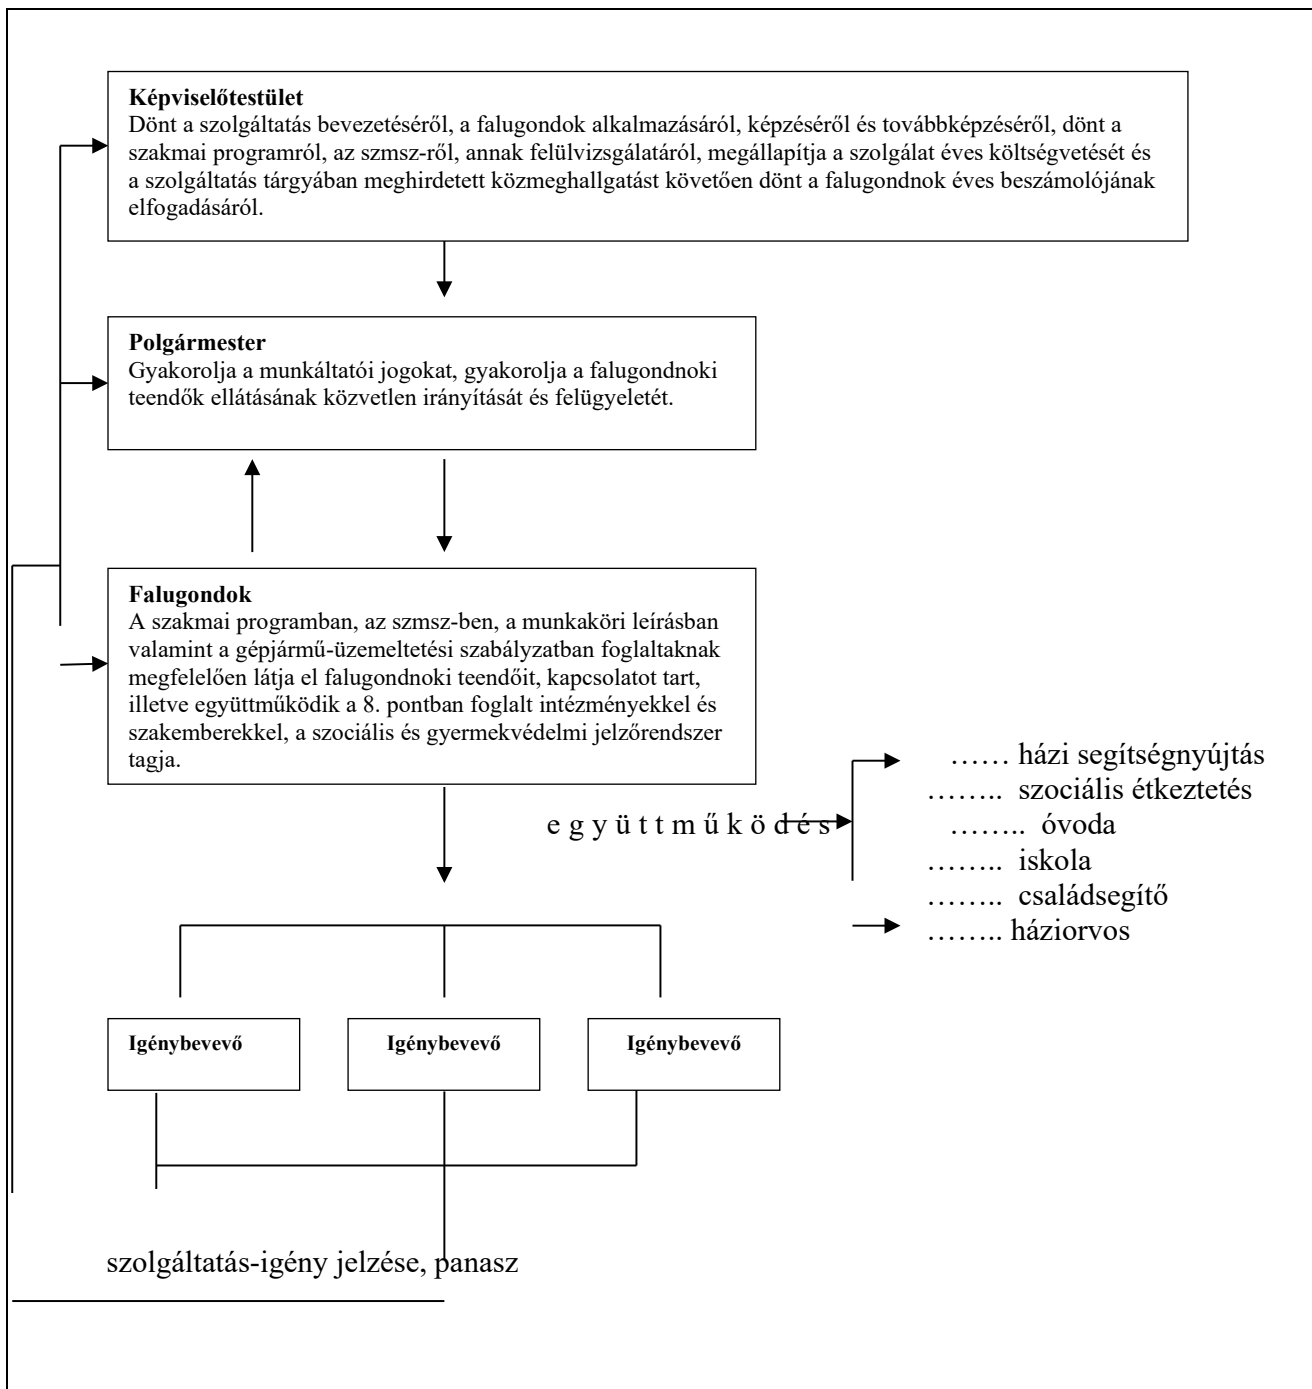 Képviselőtestület
Dönt a szolgáltatás bevezetéséről, a falugondok alkalmazásáról, képzéséről és továbbképzéséről, dönt a
szakmai programról, az szmsz-ről, annak felülvizsgálatáról, megállapítja a szolgálat éves költségvetését és
a szolgáltatás tárgyában meghirdetett közmeghallgatást követően dönt a falugondnok éves beszámolójának
elfogadásáról.
Polgármester
Gyakorolja a munkáltatói jogokat, gyakorolja a falugondnoki
teendők ellátásának közvetlen irányítását és felügyeletét.
Falugondok
A szakmai programban, az szmsz-ben, a munkaköri leírásban
valamint a gépjármű-üzemeltetési szabályzatban foglaltaknak
megfelelően látja el falugondnoki teendőit, kapcsolatot tart,
illetve együttműködik a 8. pontban foglalt intézményekkel és
szakemberekkel, a szociális és gyermekvédelmi jelzőrendszer
tagja.
e g y ü t t m ű k ö d é s
…… házi segítségnyújtás
…….. szociális étkeztetés
…….. óvoda
…….. iskola
…….. családsegítő
…….. háziorvos
Igénybevevő
Igénybevevő
Igénybevevő
szolgáltatás-igény jelzése, panasz